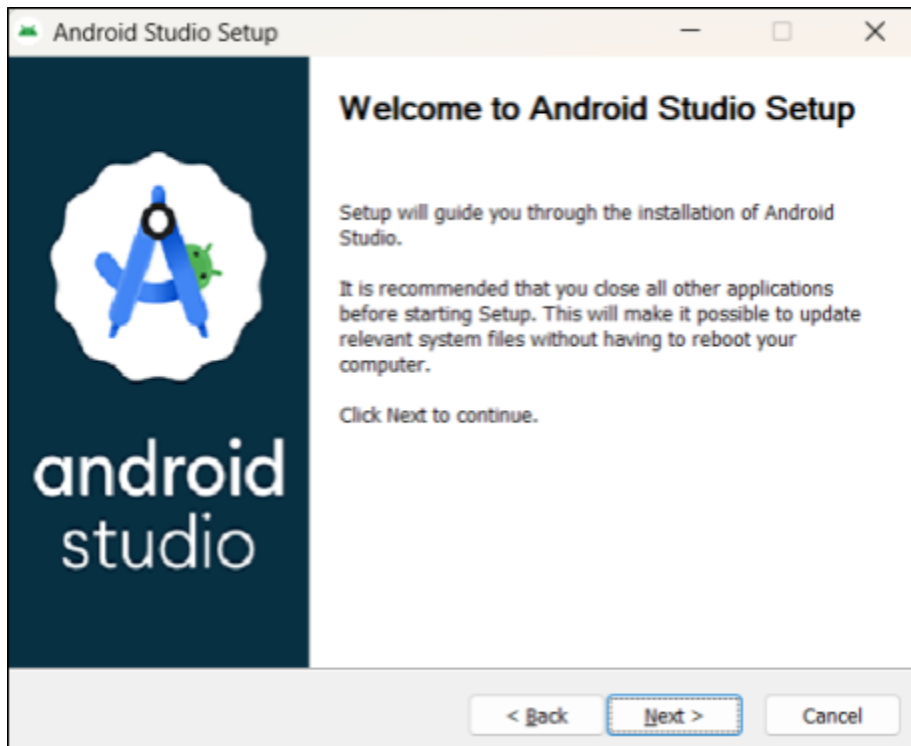 Android Studio Setup
Welcome to Android Studio Setup
Setup will guide you through the installation of Android
Studio.
It is recommended that you close all other applications
before starting Setup. This will make it possible to update
relevant system files without having to reboot your
computer.
Click Next to continue.
android
studio
< Back
Next >
Cancel